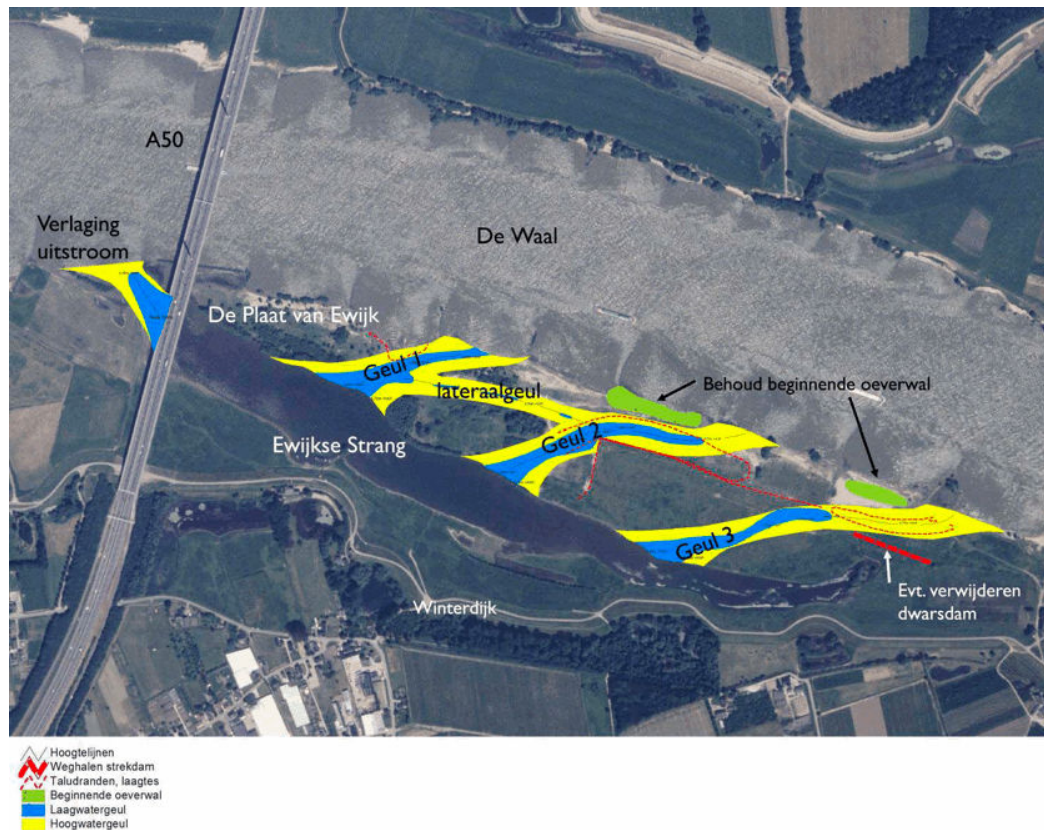 A50
Verlaging
uitstroom
De Waal
De Plaat van Ewijk
Geul 1
lateraalgeul
Behoud beginnende oeverwal
Geul 2
Ewijkse Strang
Geul 3
Evt. verwijderen
dwarsdam
Winterdijk
Hoogtelijnen
Weghalen strekdam
Taludranden, laagtes
Beginnende oeverwal
Laagwatergeul
Hoogwatergeul